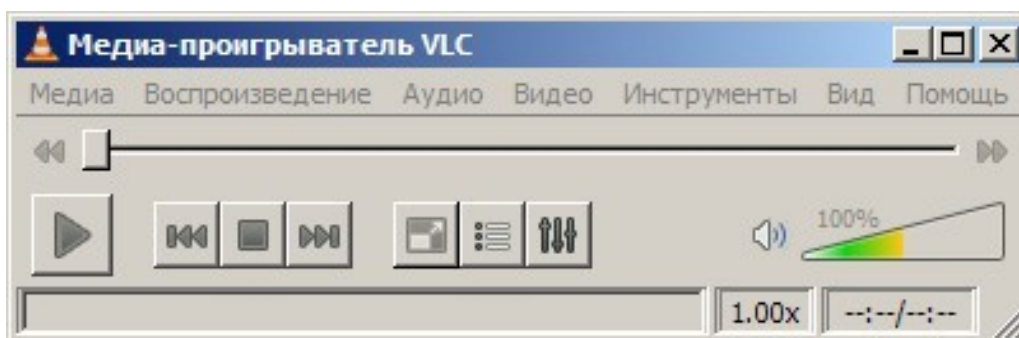 Медиа-проигрыватель VLC
Медиа Воспроизведение Аудио Видео Инструменты Вид Помощь
100%
1.00x --:--/--:--